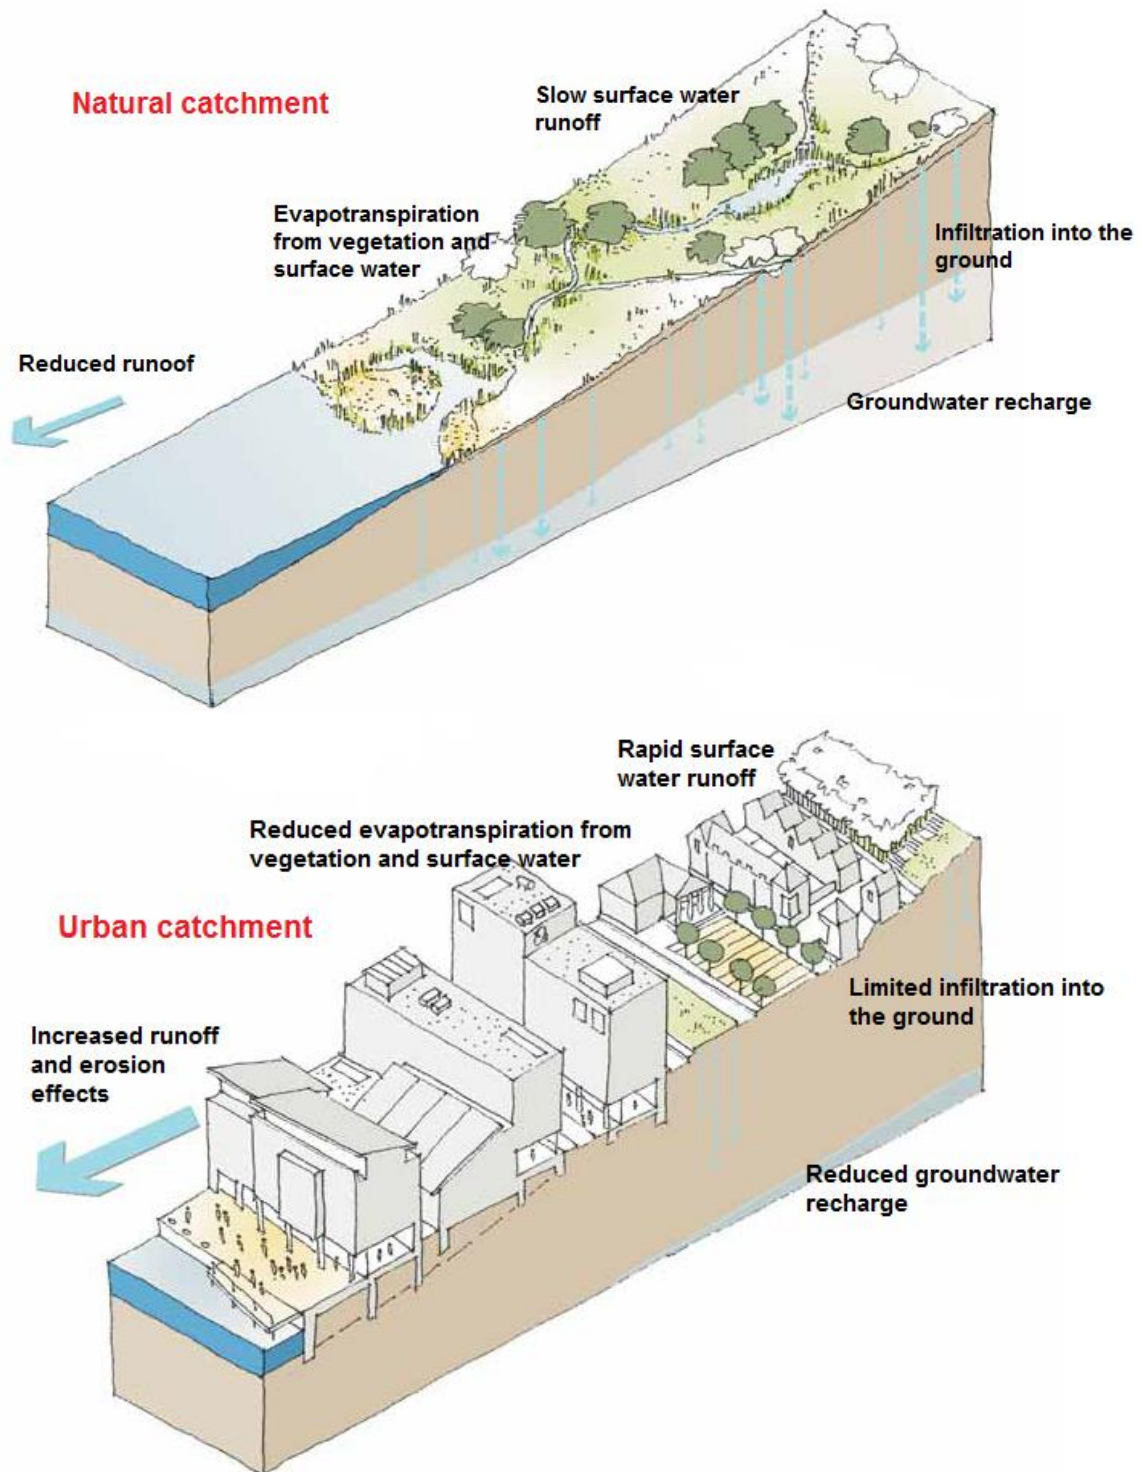 Natural catchment
Slow surface water
runoff
Evapotranspiration
from vegetation and
surface water
Infiltration into the
ground
Reduced runoof
Groundwater recharge
Rapid surface
water runoff
Reduced evapotranspiration from
vegetation and surface water
Urban catchment
Limited infiltration into
the ground
Increased runoff
and erosion
effects
Reduced groundwater
recharge